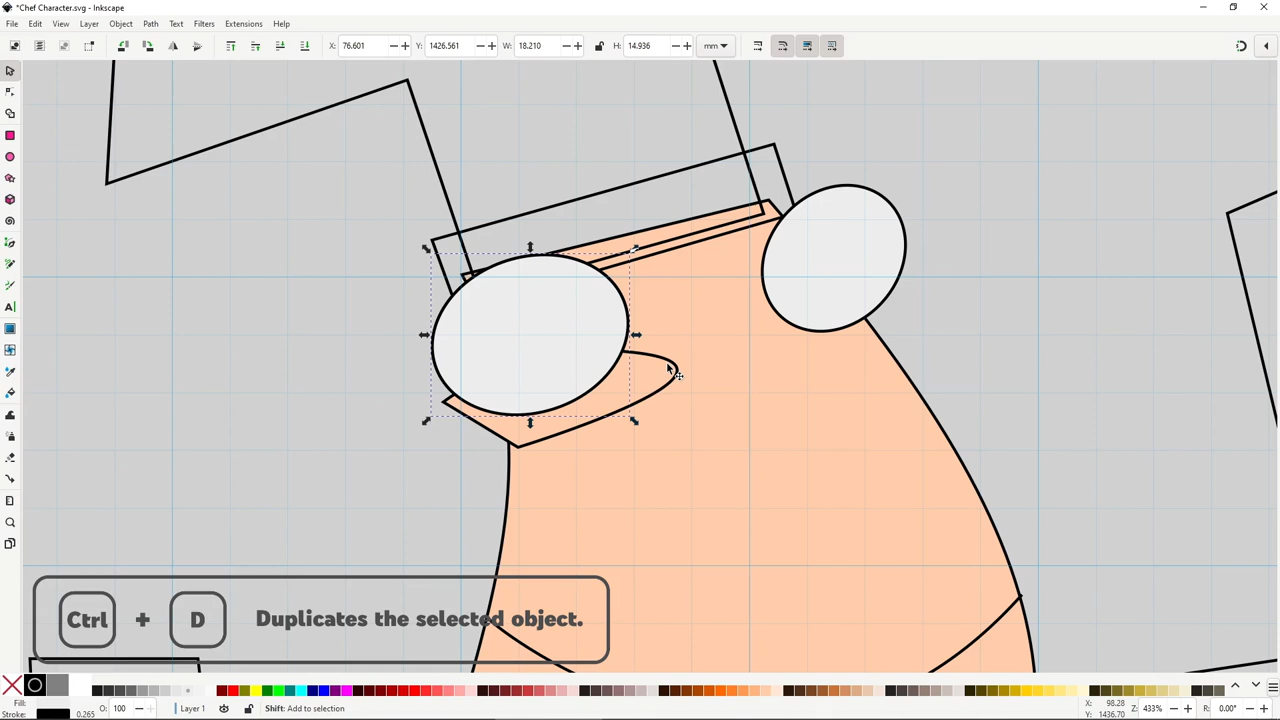 *Chef Character.svg - Inkscape
File Edit View Layer Object Path Text Filters Extensions Help
X: 76.601 Y: 1426.561 W: 18.210 H: 14.936 mm
Ctrl + D Duplicates the selected object.
Fill: O: 100 Layer 1 Shift: Add to selection X: 98.28 Z: 433% R: 0.00°
Stroke: 0.265 Y: 1436.70